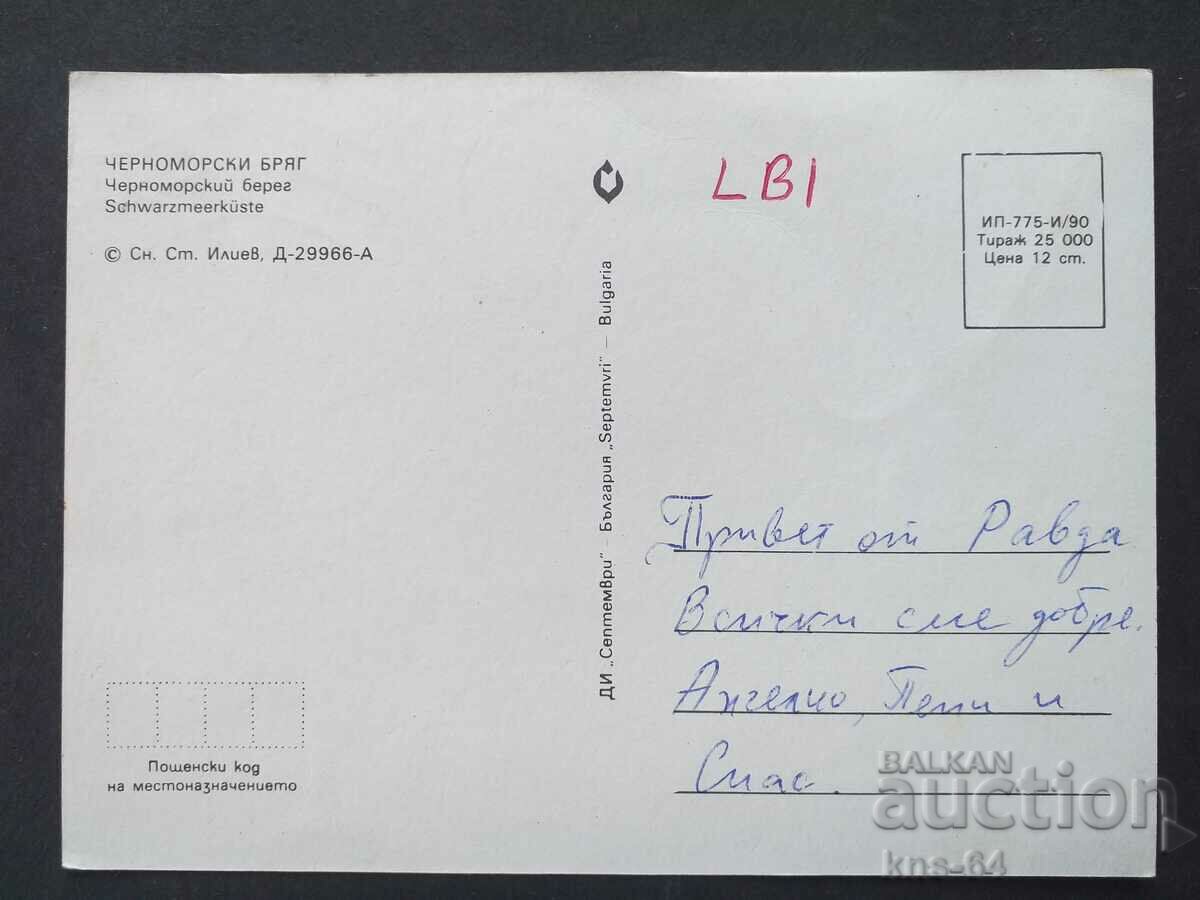 ЧЕРНОМОРСКИ БРЯГ
Черноморский берег
Schwarzmeerküste
© Сн. Ст. Илиев, Д-29966-А
ДИ „Септември" – България „Septemvri" – Bulgaria
LB1
ИП-775-И/90
Тираж 25 000
Цена 12 ст.
Привет от Равда
Всички сме добре.
Ангелчо, Пепи и
Спас.
Пощенски код
на местоназначението
BALKAN
auction
kns-64